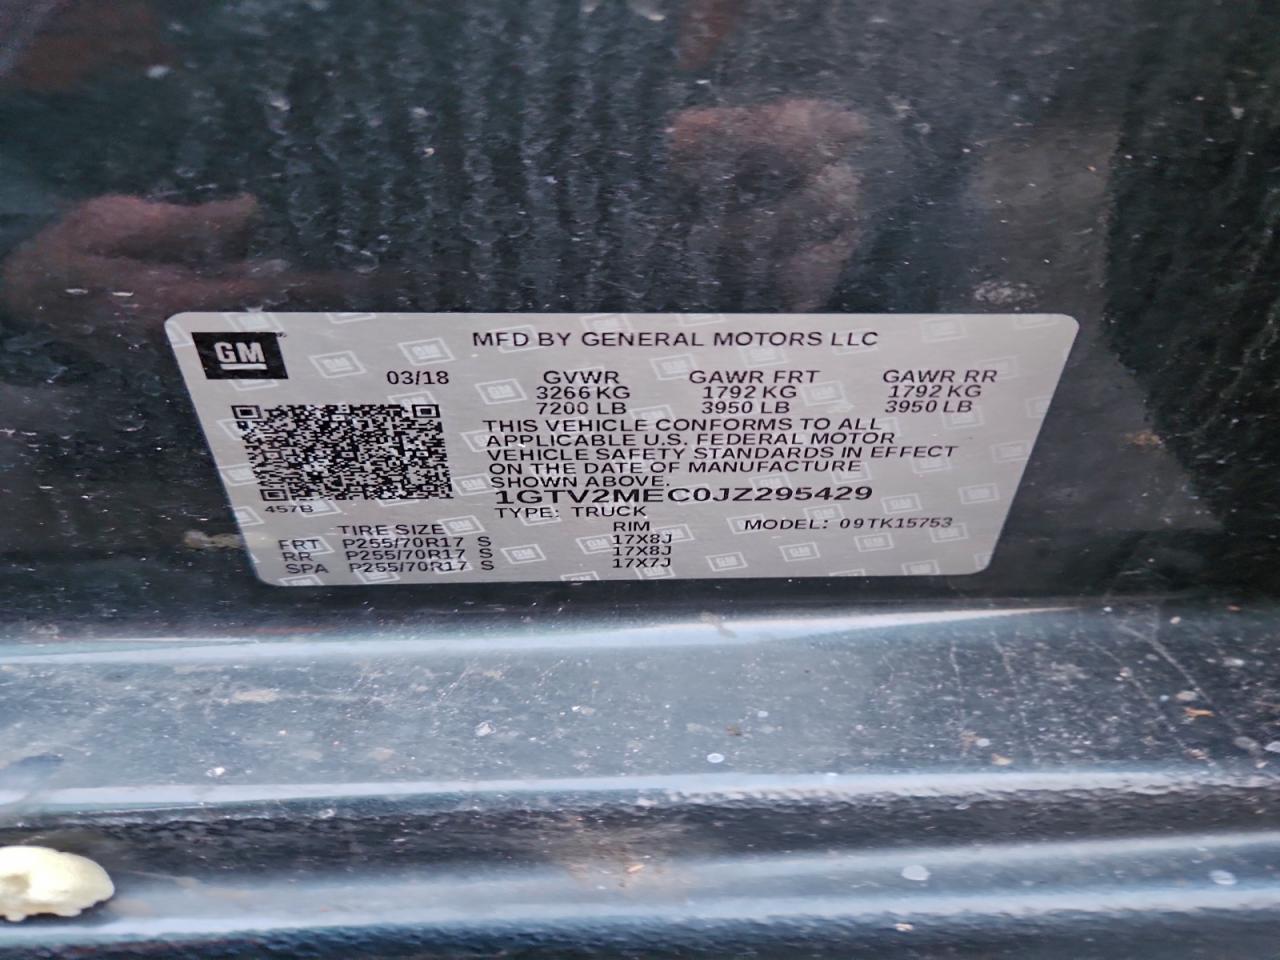 GM
MFD BY GENERAL MOTORS LLC
03/18 GVWR GAWR FRT GAWR RR
3266 KG 1792 KG 1792 KG
7200 LB 3950 LB 3950 LB
THIS VEHICLE CONFORMS TO ALL
APPLICABLE U.S. FEDERAL MOTOR
VEHICLE SAFETY STANDARDS IN EFFECT
ON THE DATE OF MANUFACTURE
SHOWN ABOVE.
1GTV2MEC0JZ295429
457B
TYPE: TRUCK
TIRE SIZE RIM MODEL: 09TK15753
FRT P255/70R17 S 17X8J
RR P255/70R17 S 17X8J
SPA P255/70R17 S 17X7J